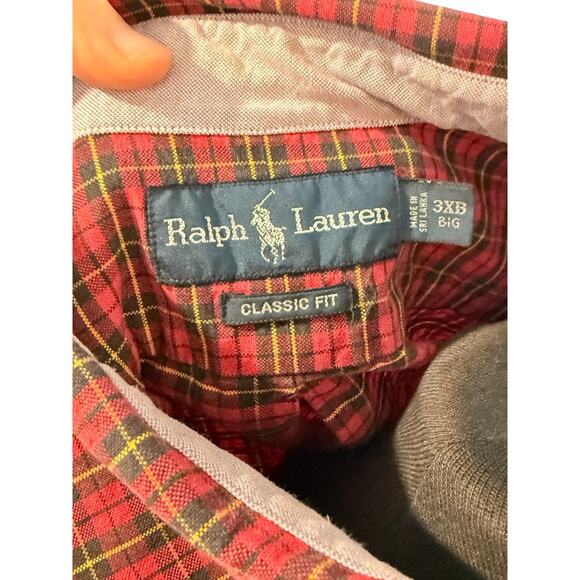 Ralph Lauren
CLASSIC FIT
MADE IN
SRI LANKA
3XB
BIG